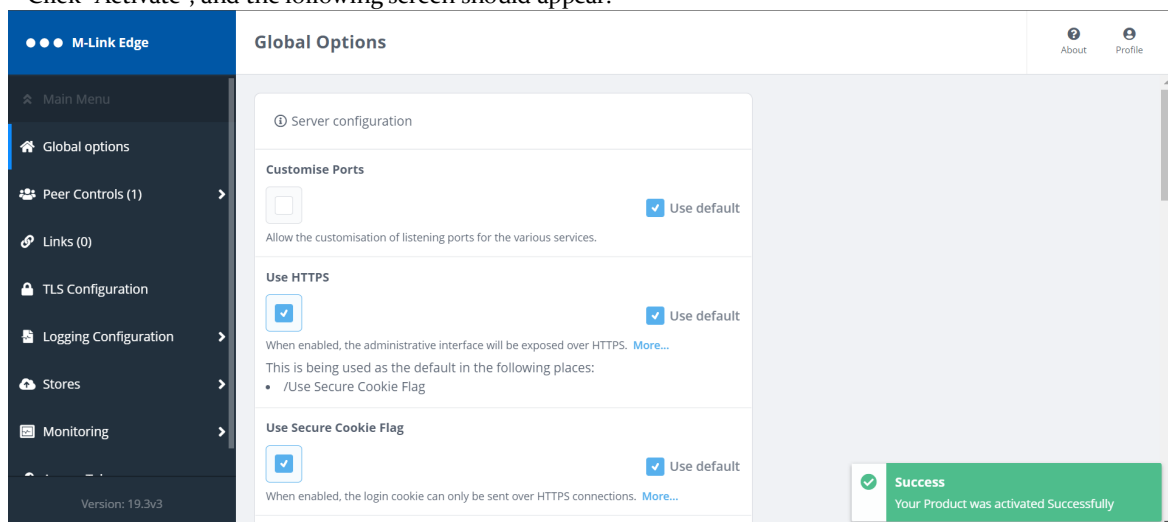 Click "Activate", and the following screen should appear:
M-Link Edge
Global Options
About
Profile
Main Menu
Global options
Peer Controls (1)
Links (0)
TLS Configuration
Logging Configuration
Stores
Monitoring
Version: 19.3v3
Server configuration
Customise Ports
Use default
Allow the customisation of listening ports for the various services.
Use HTTPS
Use default
When enabled, the administrative interface will be exposed over HTTPS. More...
This is being used as the default in the following places:
• /Use Secure Cookie Flag
Use Secure Cookie Flag
Use default
When enabled, the login cookie can only be sent over HTTPS connections. More...
Success
Your Product was activated Successfully